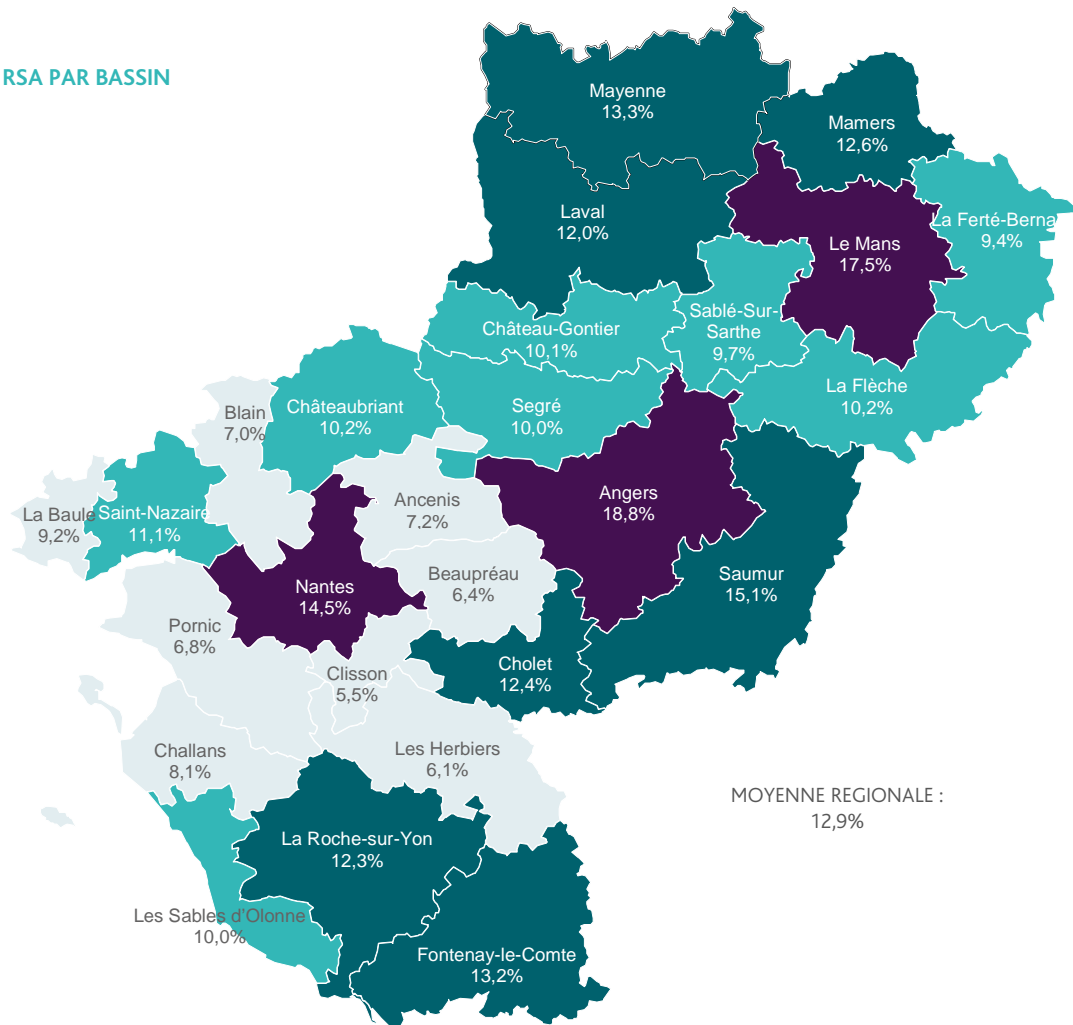 RSA PAR BASSIN
Mayenne
13,3%
Mamers
12,6%
Laval
12,0%
La Ferté-Berna
9,4%
Le Mans
17,5%
Château-Gontier
10,1%
Sablé-Sur-
Sarthe
9,7%
La Flèche
10,2%
Blain
7,0%
Châteaubriant
10,2%
Segré
10,0%
La Baule
9,2%
Saint-Nazaire
11,1%
Ancenis
7,2%
Angers
18,8%
Beaupréau
6,4%
Saumur
15,1%
Nantes
14,5%
Pornic
6,8%
Clisson
5,5%
Cholet
12,4%
Challans
8,1%
Les Herbiers
6,1%
MOYENNE REGIONALE :
12,9%
La Roche-sur-Yon
12,3%
Les Sables d'Olonne
10,0%
Fontenay-le-Comte
13,2%